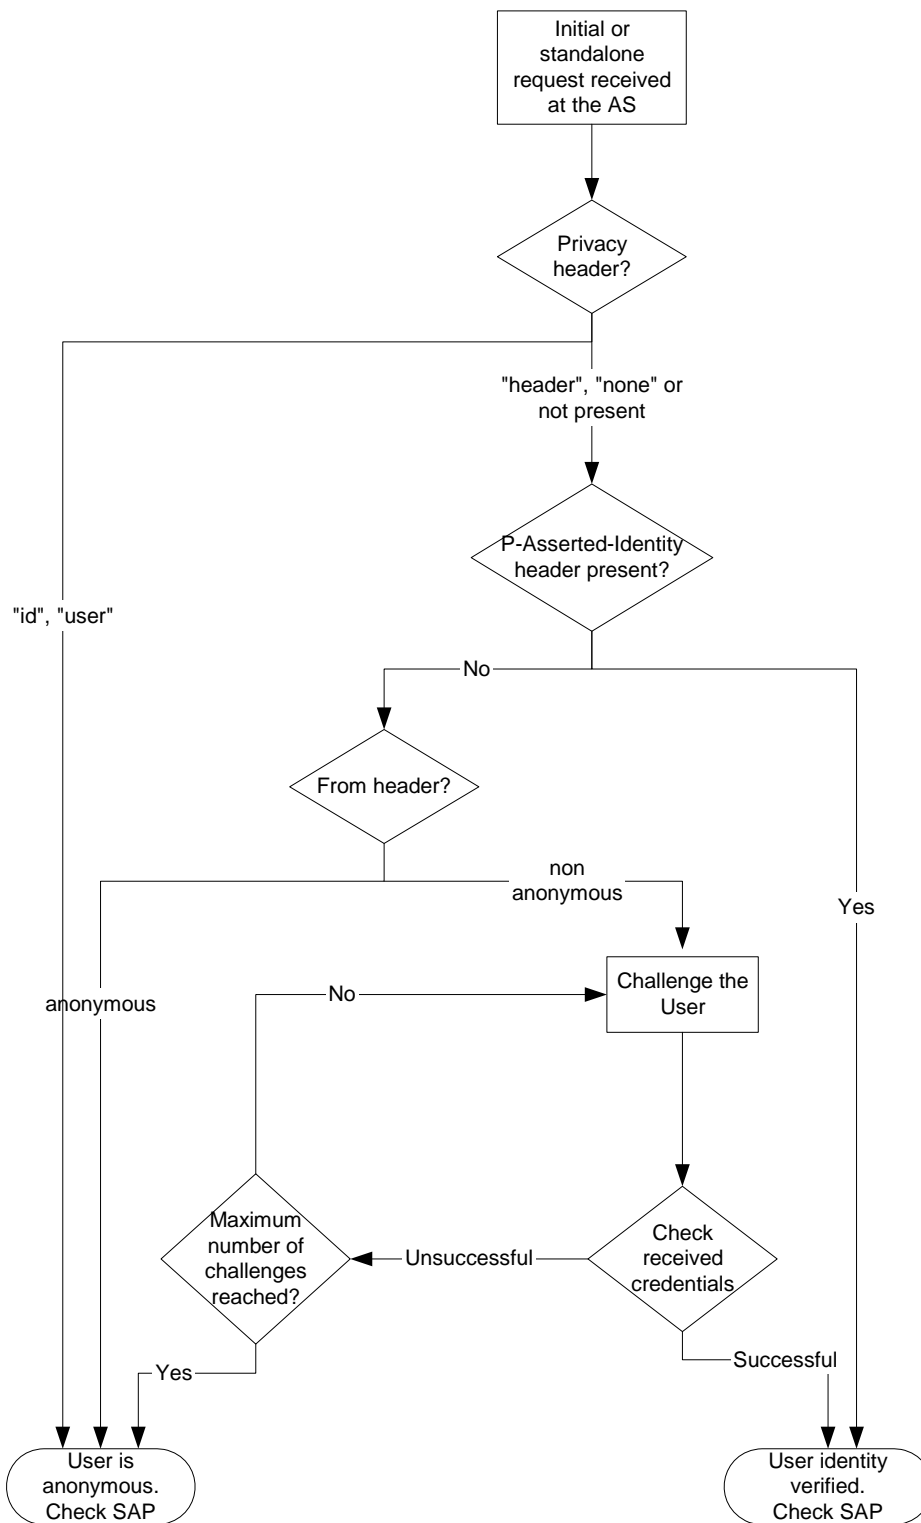 Initial or
standalone
request received
at the AS
Privacy
header?
"header", "none" or
not present
P-Asserted-Identity
header present?
"id", "user"
No
From header?
non
anonymous
Yes
anonymous
No
Challenge the
User
Maximum
number of
challenges
reached?
Unsuccessful
Check
received
credentials
Yes
Successful
User is
anonymous.
Check SAP
User identity
verified.
Check SAP